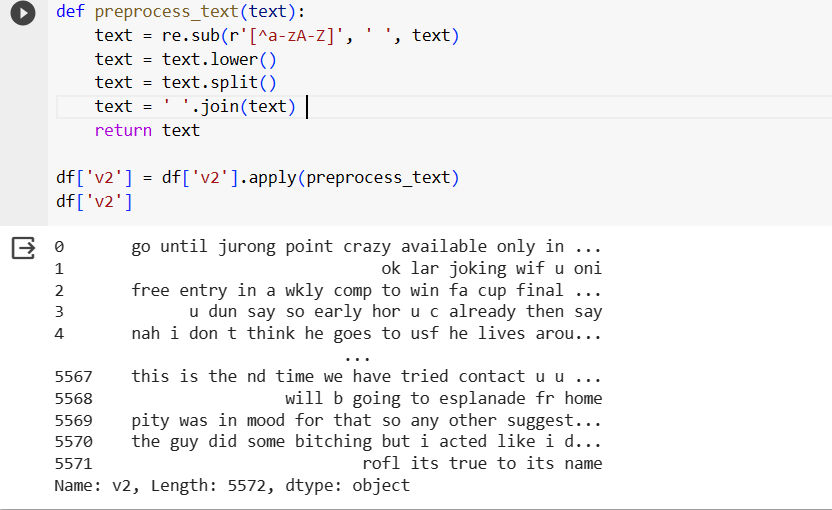 def preprocess_text(text):
    text = re.sub(r'[^a-zA-Z]', ' ', text)
    text = text.lower()
    text = text.split()
    text = ' '.join(text)
    return text

df['v2'] = df['v2'].apply(preprocess_text)
df['v2']
0       go until jurong point crazy available only in ...
1                                ok lar joking wif u oni
2       free entry in a wkly comp to win fa cup final ...
3             u dun say so early hor u c already then say
4       nah i don t think he goes to usf he lives arou...
                              ...
5567    this is the nd time we have tried contact u u ...
5568                   will b going to esplanade fr home
5569    pity was in mood for that so any other suggest...
5570    the guy did some bitching but i acted like i d...
5571                           rofl its true to its name
Name: v2, Length: 5572, dtype: object